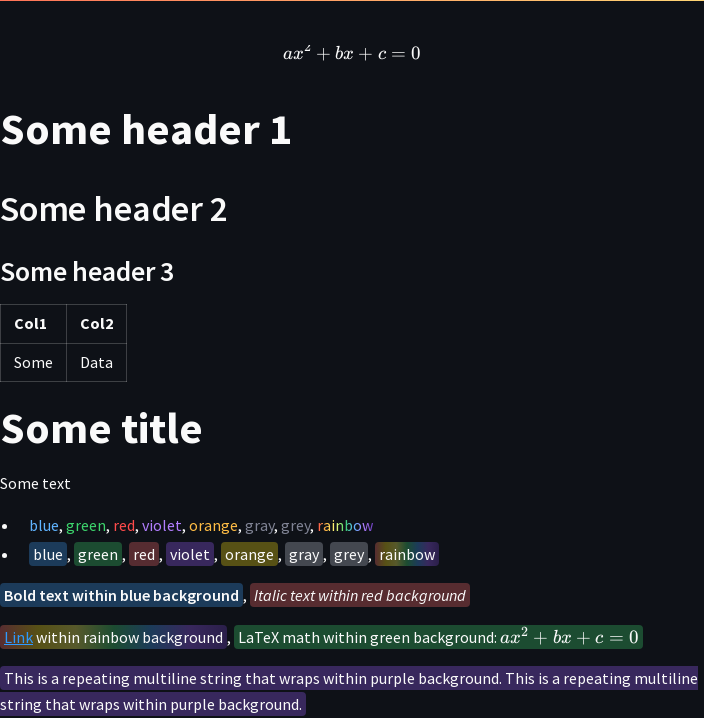 ax² + bx + c = 0
Some header 1
Some header 2
Some header 3
Col1 Col2
Some Data
Some title
Some text
• blue, green, red, violet, orange, gray, grey, rainbow
• blue , green , red , violet , orange , gray , grey , rainbow
Bold text within blue background , Italic text within red background
Link within rainbow background , LaTeX math within green background: ax² + bx + c = 0
This is a repeating multiline string that wraps within purple background. This is a repeating multiline
string that wraps within purple background.